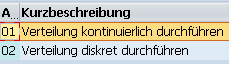 A... Kurzbeschreibung
01 Verteilung kontinuierlich durchführen
02 Verteilung diskret durchführen